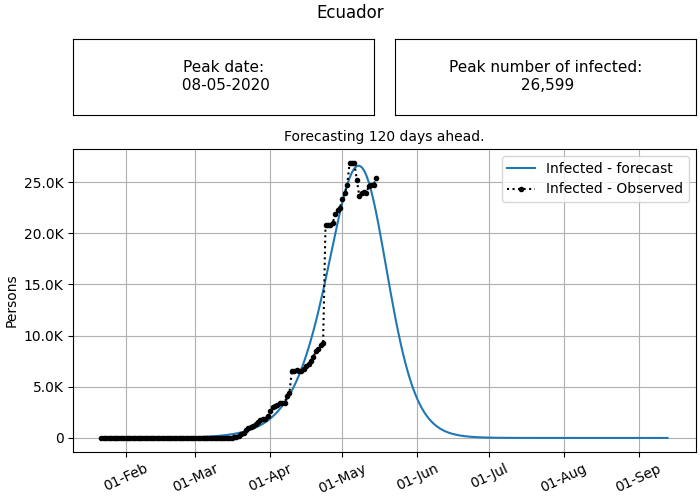 Ecuador
Peak date:
08-05-2020
Peak number of infected:
26,599
Forecasting 120 days ahead.
Infected - forecast
Infected - Observed
Persons
25.0K
20.0K
15.0K
10.0K
5.0K
0
01-Feb
01-Mar
01-Apr
01-May
01-Jun
01-Jul
01-Aug
01-Sep